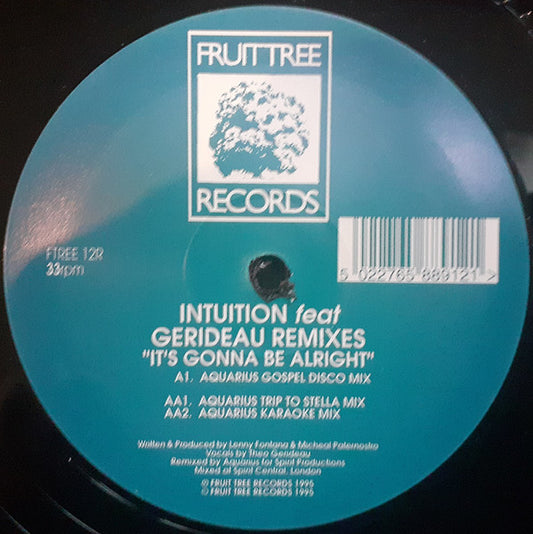 FRUITTREE
RECORDS
FTREE 12R
33rpm
5 022765 889121 >
INTUITION feat
GERIDEAU REMIXES
"IT'S GONNA BE ALRIGHT"
A1. AQUARIUS GOSPEL DISCO MIX
AA1. AQUARIUS TRIP TO STELLA MIX
AA2. AQUARIUS KARAOKE MIX
Written & Produced by Lenny Fontana & Micheal Paternostro
Vocals by Theo Gerideau
Remixed by Aquarius for Spirit Productions
Mixed at Spirit Central, London
℗ FRUIT TREE RECORDS 1995
© FRUIT TREE RECORDS 1995